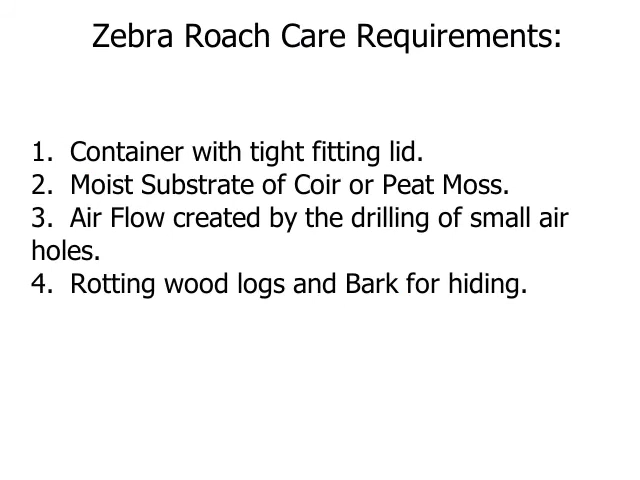 Zebra Roach Care Requirements:
1.  Container with tight fitting lid.
2.  Moist Substrate of Coir or Peat Moss.
3.  Air Flow created by the drilling of small air
holes.
4.  Rotting wood logs and Bark for hiding.